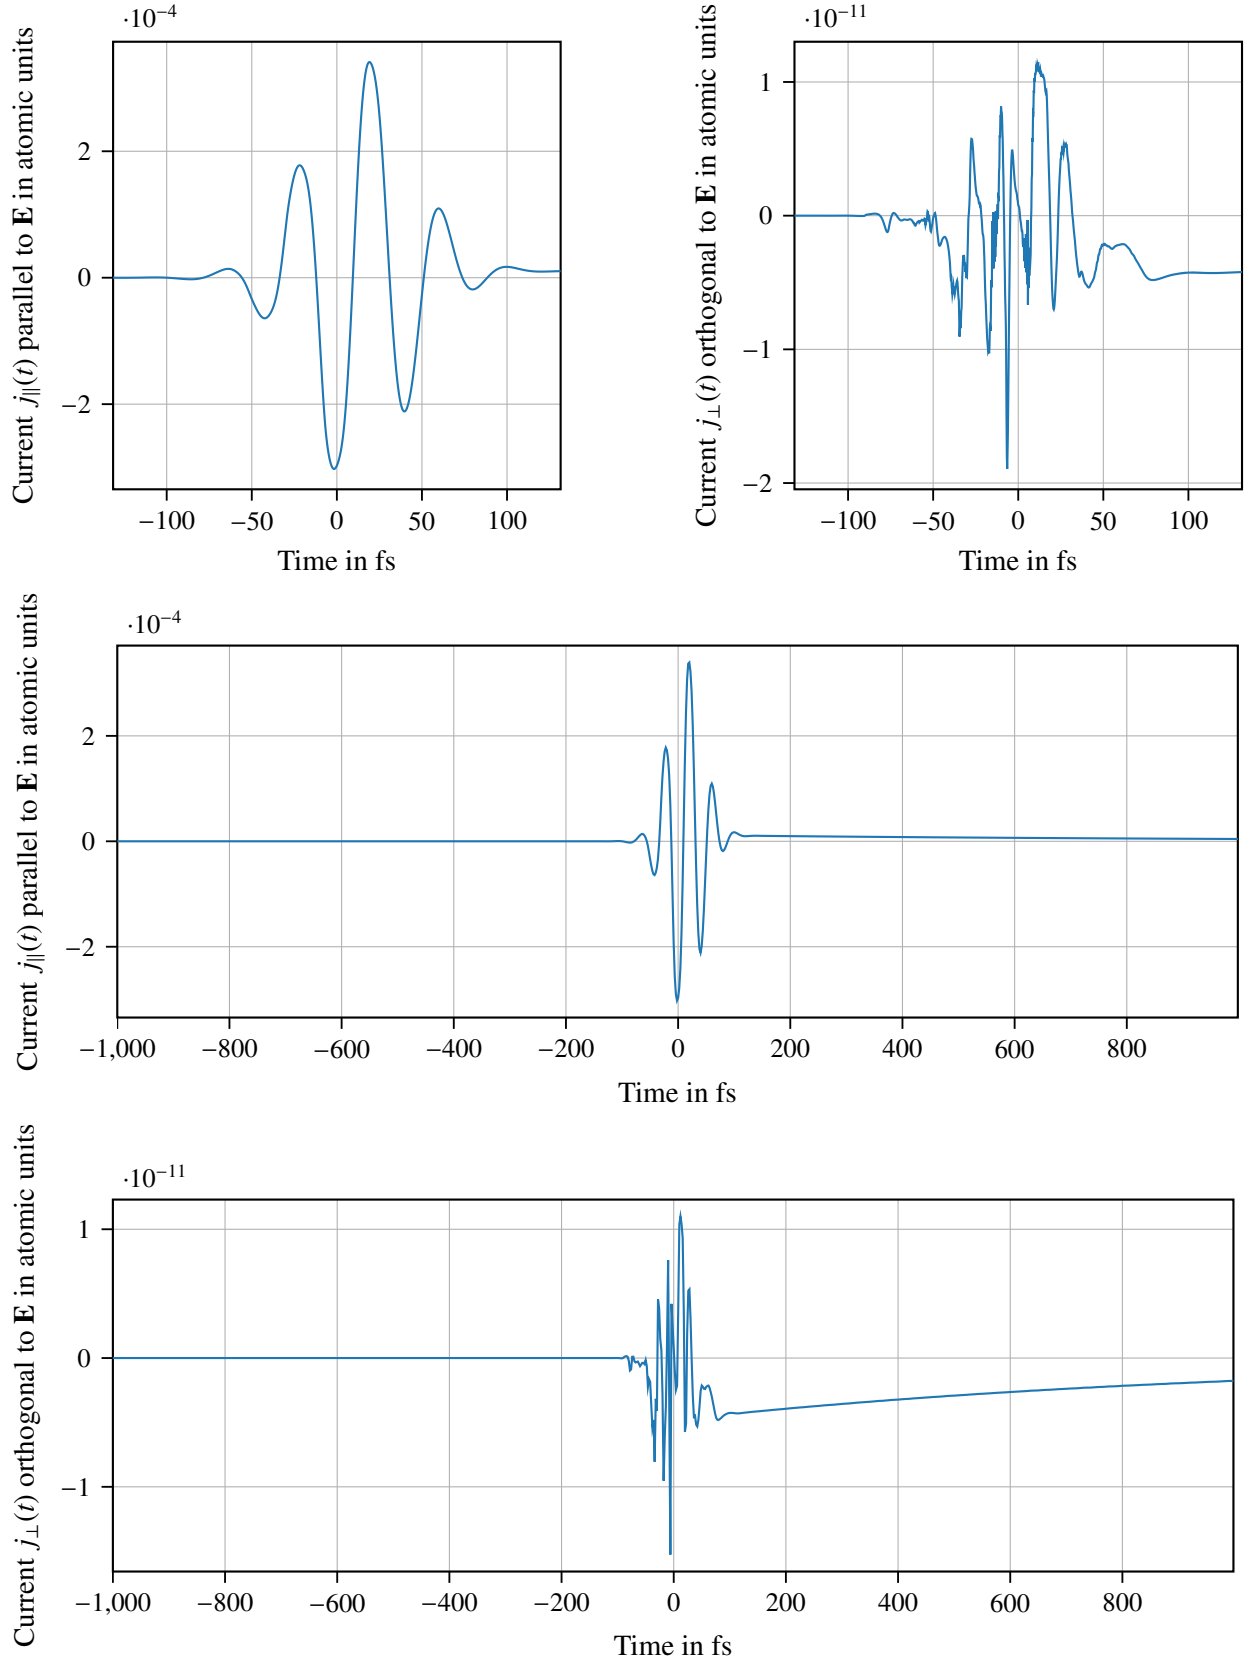 ·10⁻⁴
Current j∥(t) parallel to E in atomic units
2
0
−2
−100 −50 0 50 100
Time in fs
·10⁻¹¹
Current j⊥(t) orthogonal to E in atomic units
1
0
−1
−2
−100 −50 0 50 100
Time in fs
·10⁻⁴
Current j∥(t) parallel to E in atomic units
2
0
−2
−1,000 −800 −600 −400 −200 0 200 400 600 800
Time in fs
·10⁻¹¹
Current j⊥(t) orthogonal to E in atomic units
1
0
−1
−1,000 −800 −600 −400 −200 0 200 400 600 800
Time in fs